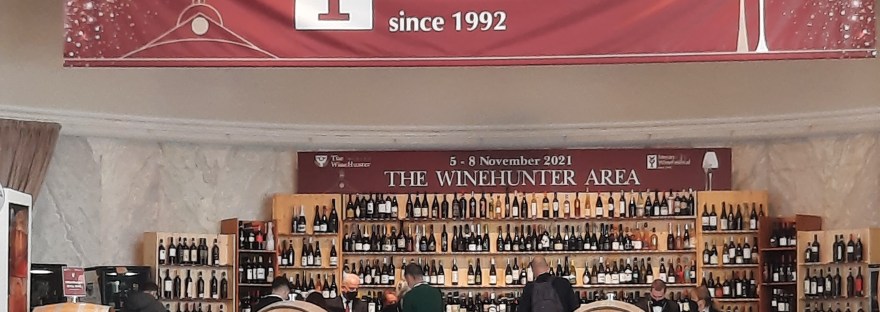 since 1992
5 - 8 November 2021
The
WineHunter
THE WINEHUNTER AREA
Merano
WineFestival